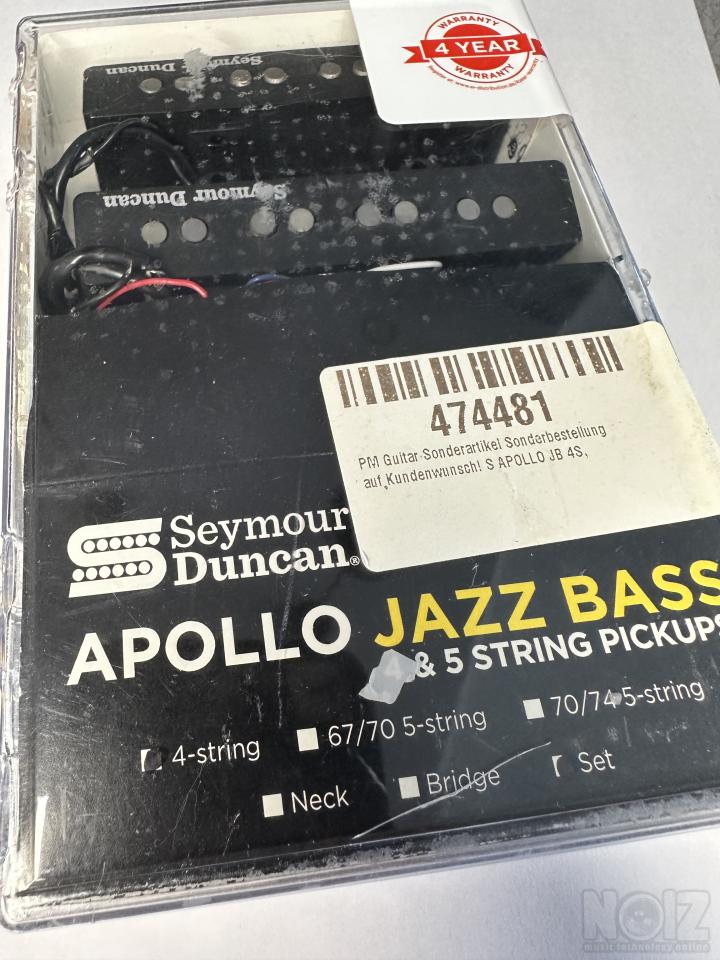 WARRANTY
4 YEAR
WARRANTY
Seymour
Duncan
Seymour Duncan
474481
PM Guitar Sonderartikel Sonderbestellung
auf Kundenwunsch! S APOLLO JB 4S,
Seymour
Duncan®
APOLLO JAZZ BASS
4 & 5 STRING PICKUPS
4-string
67/70 5-string
70/74 5-string
Neck
Bridge
Set
NOIZ
music technology online